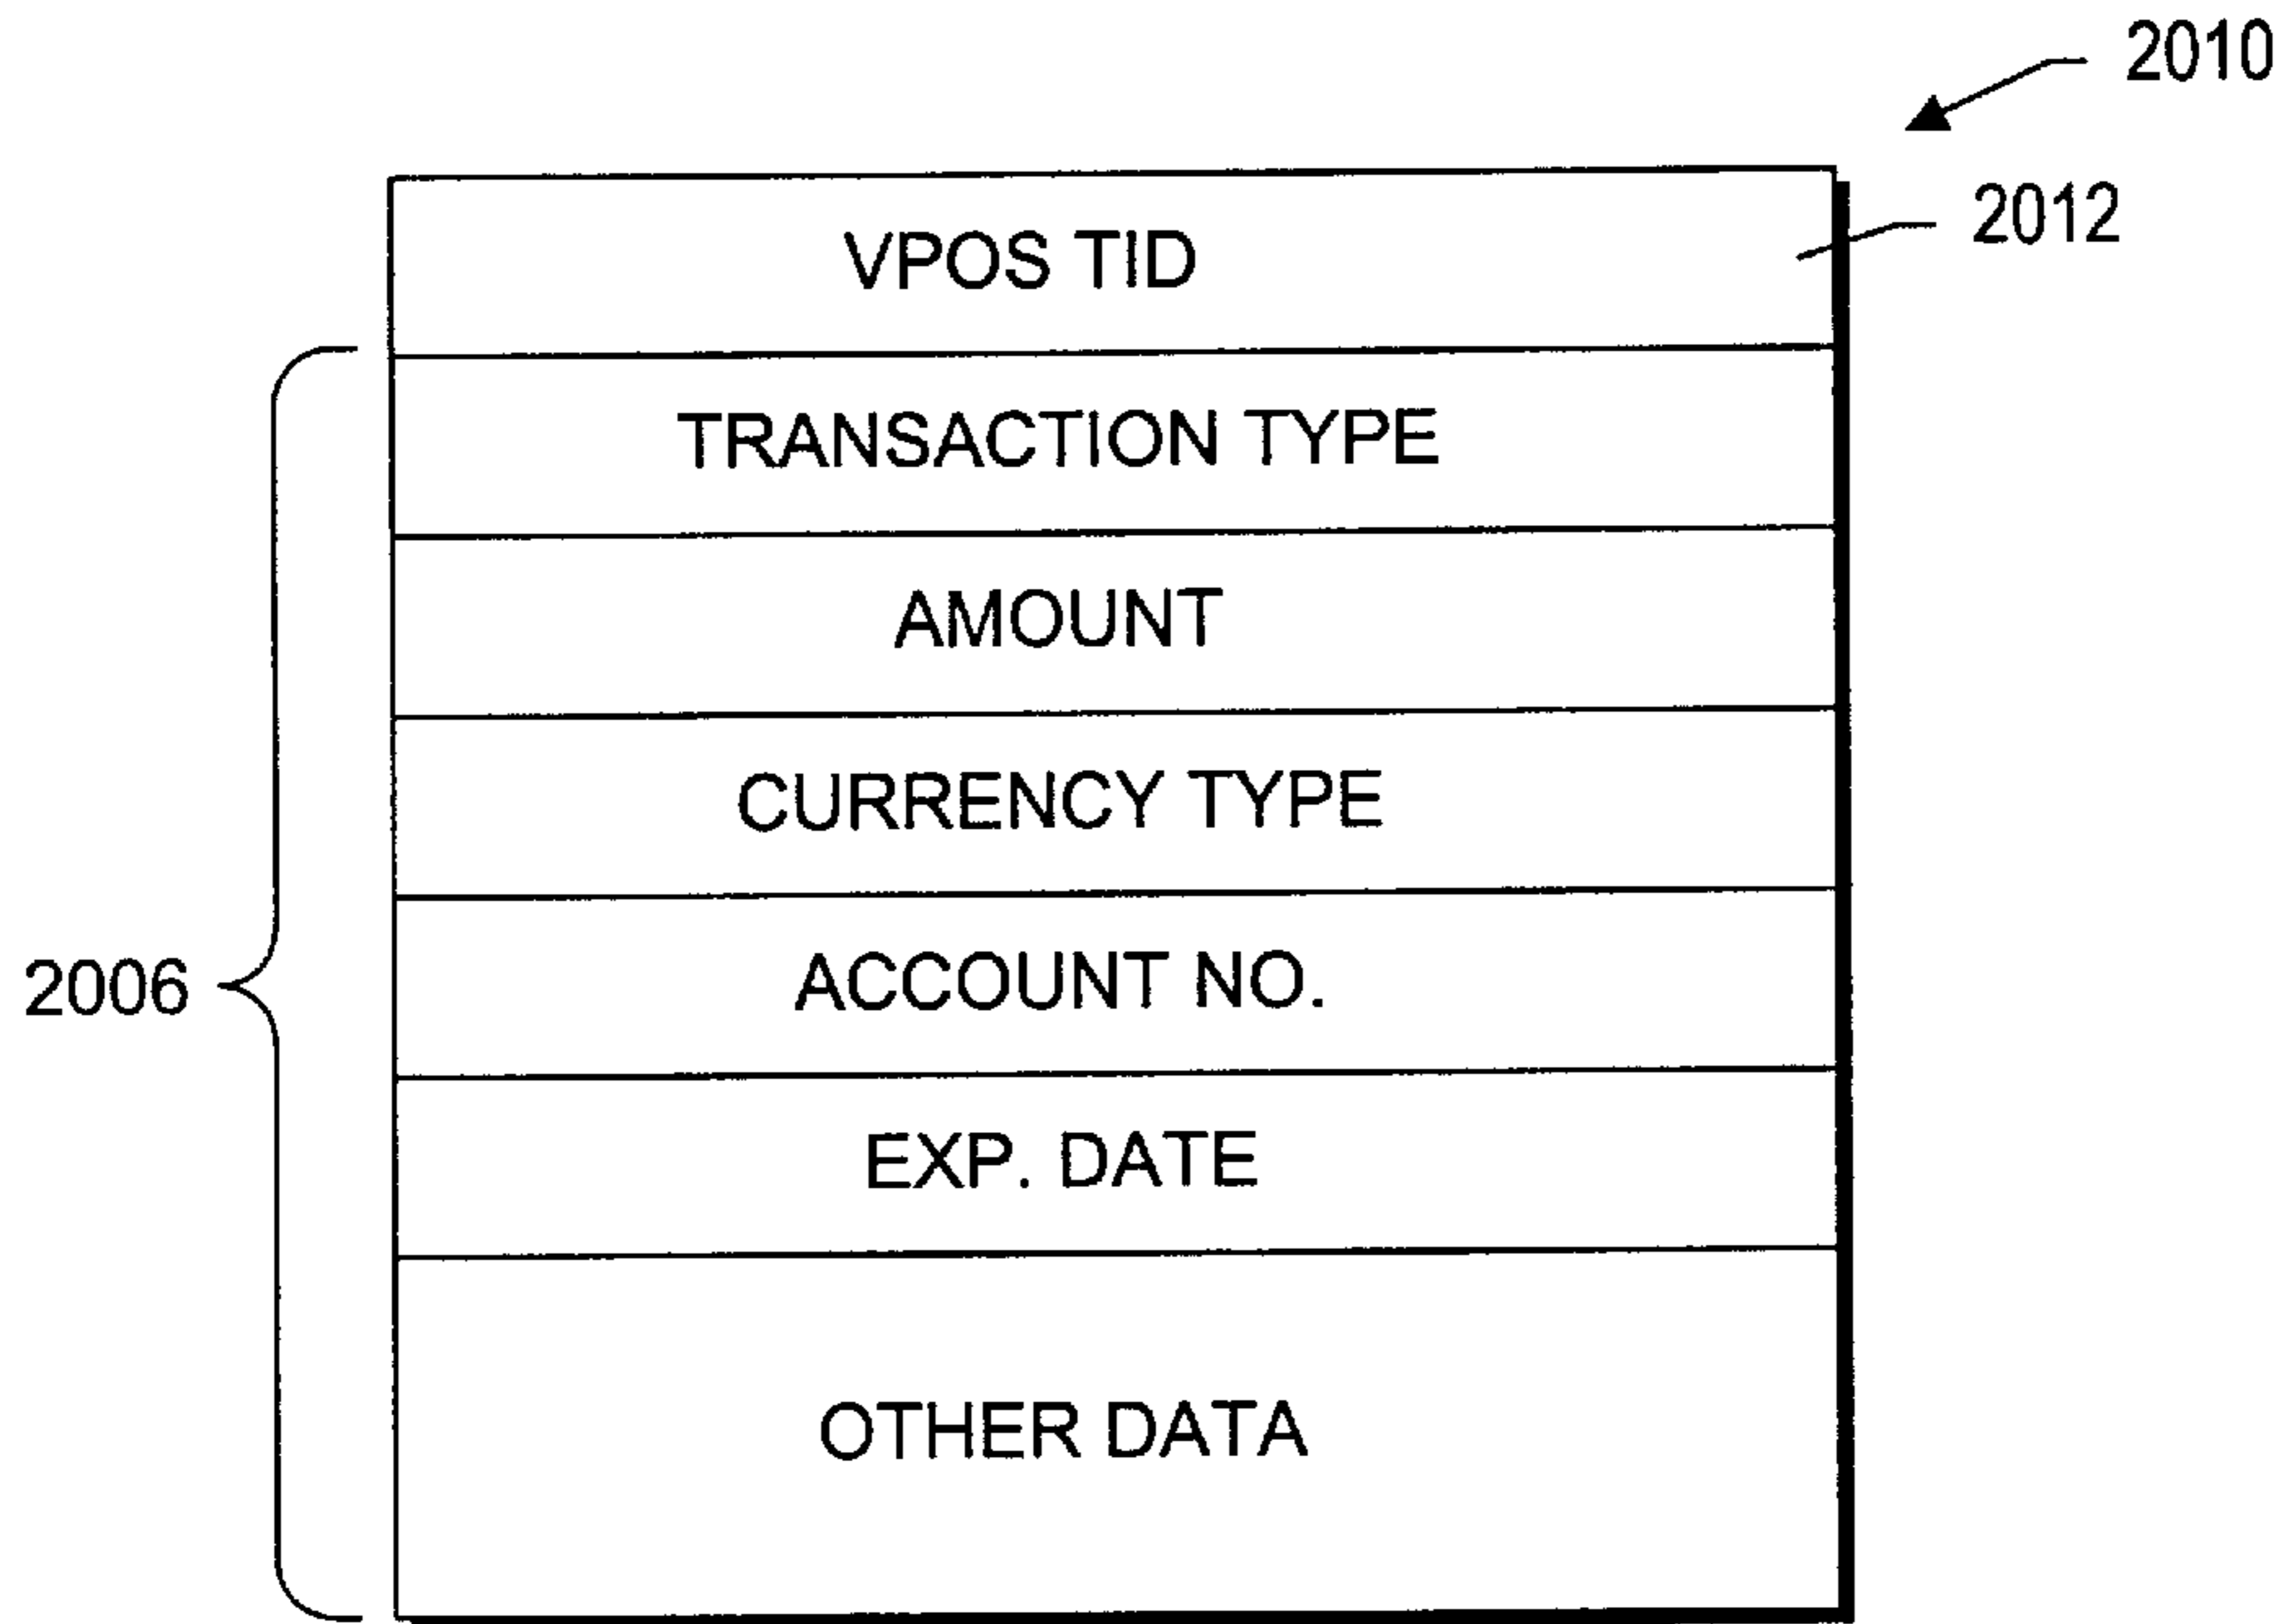 2010
2012
VPOS TID
TRANSACTION TYPE
AMOUNT
CURRENCY TYPE
2006
ACCOUNT NO.
EXP. DATE
OTHER DATA